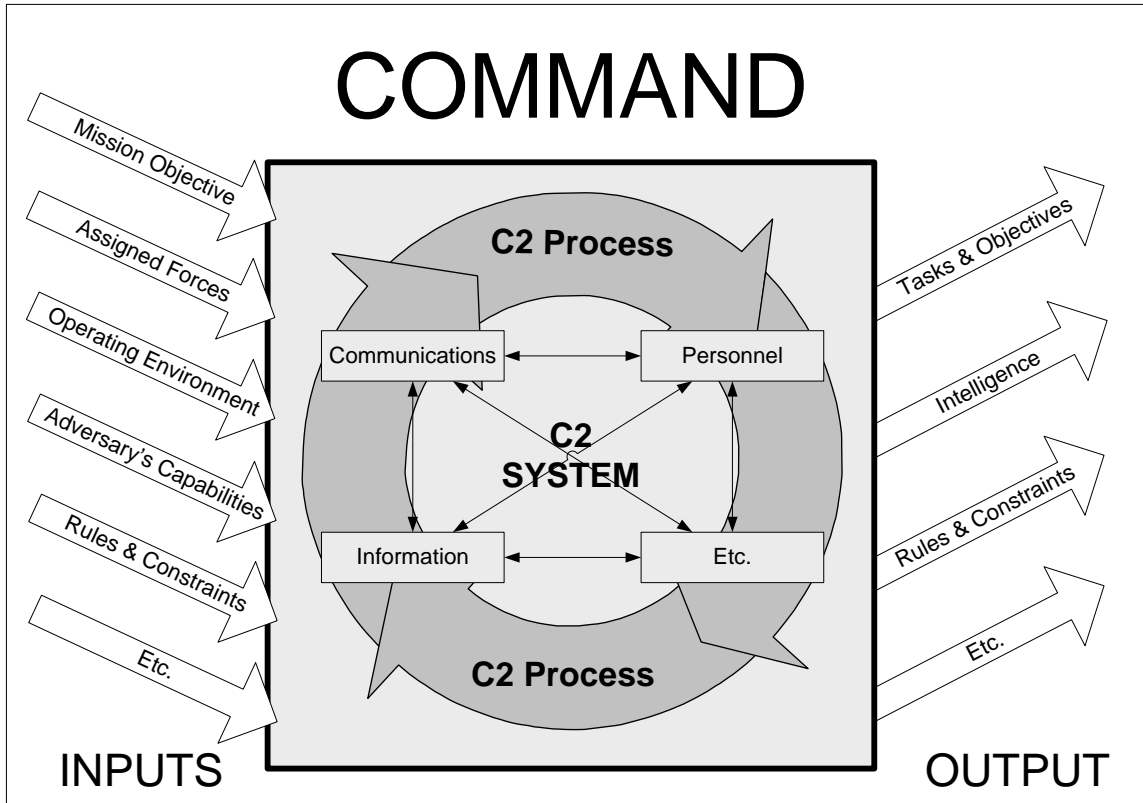 COMMAND
Mission Objective
Assigned Forces
Operating Environment
Adversary's Capabilities
Rules & Constraints
Etc.
INPUTS
C2 Process
Communications
Personnel
C2
SYSTEM
Information
Etc.
C2 Process
Tasks & Objectives
Intelligence
Rules & Constraints
Etc.
OUTPUT